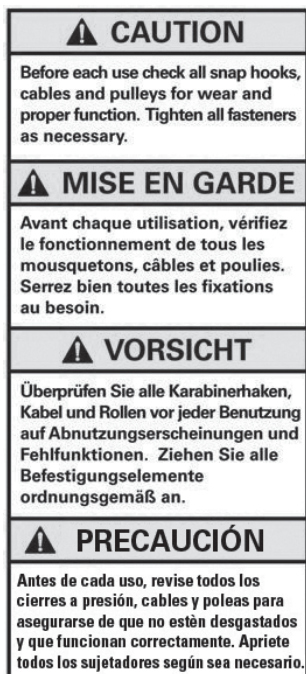 CAUTION
Before each use check all snap hooks,
cables and pulleys for wear and
proper function. Tighten all fasteners
as necessary.
MISE EN GARDE
Avant chaque utilisation, vérifiez
le fonctionnement de tous les
mousquetons, câbles et poulies.
Serrez bien toutes les fixations
au besoin.
VORSICHT
Überprüfen Sie alle Karabinerhaken,
Kabel und Rollen vor jeder Benutzung
auf Abnutzungserscheinungen und
Fehlfunktionen. Ziehen Sie alle
Befestigungselemente
ordnungsgemäß an.
PRECAUCIÓN
Antes de cada uso, revise todos los
cierres a presión, cables y poleas para
asegurarse de que no estèn desgastados
y que funcionan correctamente. Apriete
todos los sujetadores según sea necesario.